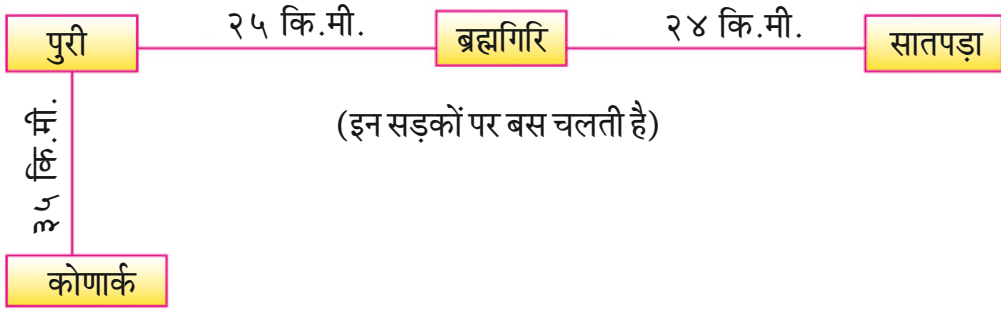 पुरी २५ कि.मी. ब्रह्मगिरि २४ कि.मी. सातपड़ा
(इन सड़कों पर बस चलती है)
३५ कि.मी.
कोणार्क